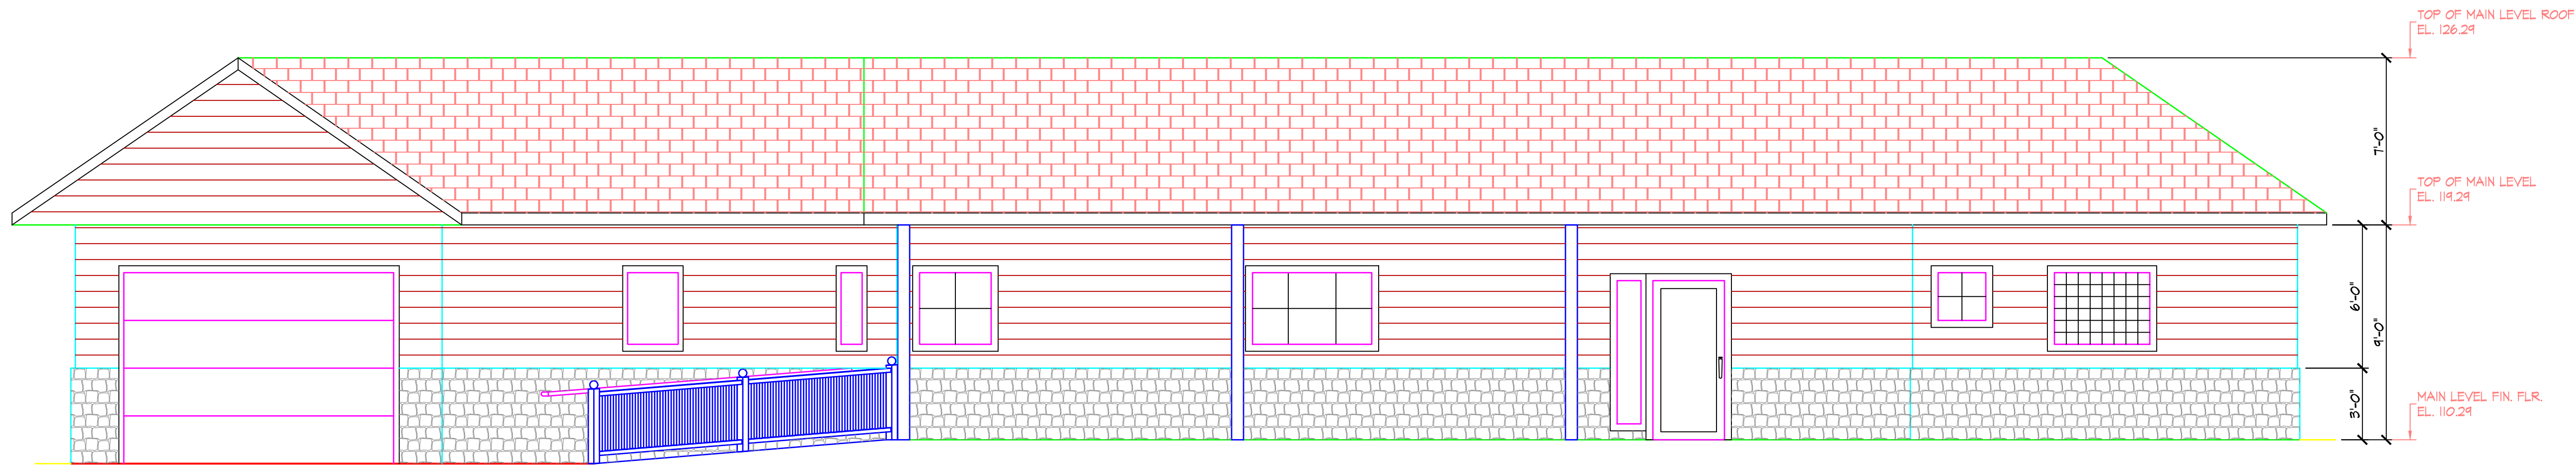 TOP OF MAIN LEVEL ROOF
EL. 126.29
7'-0"
TOP OF MAIN LEVEL
EL. 119.29
6'-0"
9'-0"
3'-0"
MAIN LEVEL FIN. FLR.
EL. 110.29